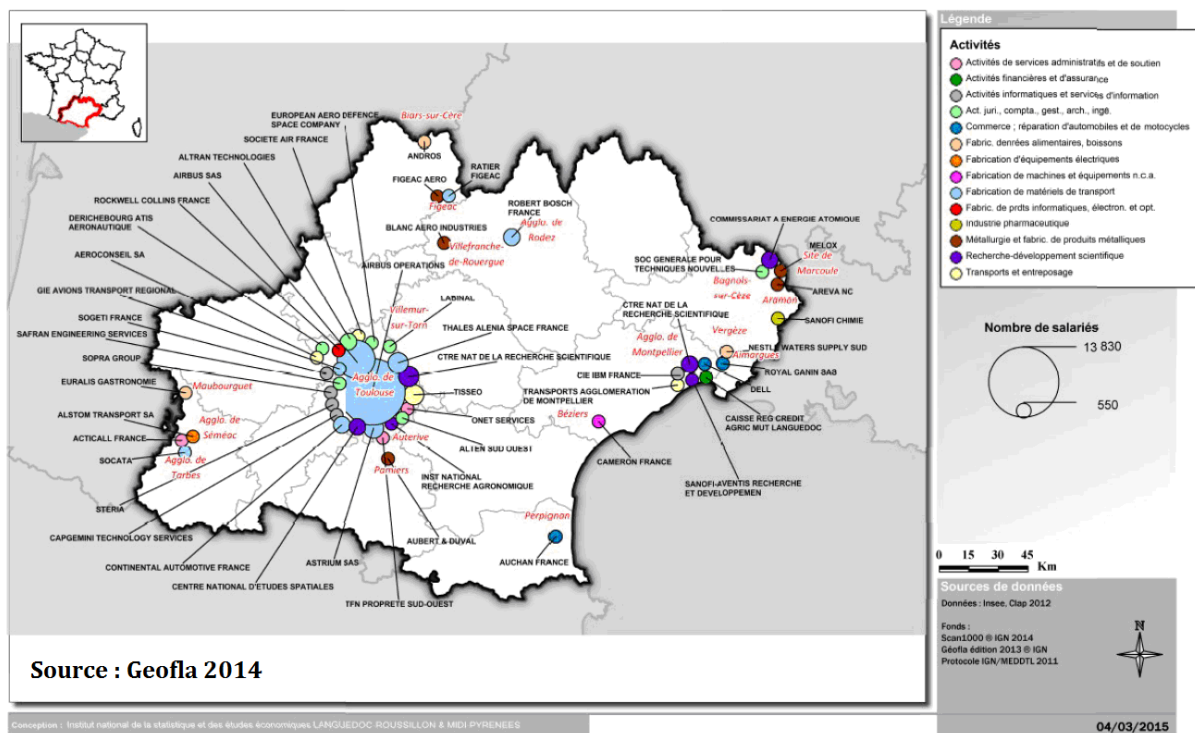 EUROPEAN AERO DEFENCE
SPACE COMPANY
SOCIETE AIR FRANCE
ALTRAN TECHNOLOGIES
AIRBUS SAS
ROCKWELL COLLINS FRANCE
DERICHEBOURG ATIS
AERONAUTIQUE
AEROCONSEIL SA
GIE AVIONS TRANSPORT REGIONAL
SOGETI FRANCE
SAFRAN ENGINEERING SERVICES
SOPRA GROUP
EURALIS GASTRONOMIE
ALSTOM TRANSPORT SA
ACTICALL FRANCE
SOCATA
STERIA
CAPGEMINI TECHNOLOGY SERVICES
CONTINENTAL AUTOMOTIVE FRANCE
CENTRE NATIONAL D'ETUDES SPATIALES
ASTRIUM SAS
TFN PROPRETE SUD-OUEST
Maubourguet
Agglo. de
Séméac
Agglo. de
Tarbes
Biars-sur-Cère
ANDROS
FIGEAC AERO
RATIER
FIGEAC
Figeac
ROBERT BOSCH
FRANCE
Agglo. de
Rodez
BLANC AERO INDUSTRIES
Villefranche-
de-Rouergue
AIRBUS OPERATIONS
Villemur-
sur-Tarn
LABINAL
THALES ALENIA SPACE FRANCE
CTRE NAT DE LA RECHERCHE SCIENTIFIQUE
Agglo. de
Toulouse
TISSEO
ONET SERVICES
ALTEN SUD OUEST
Auterive
INST NATIONAL
RECHERCHE AGRONOMIQUE
Pamiers
AUBERT & DUVAL
COMMISSARIAT A ENERGIE ATOMIQUE
MELOX
Site de
Marcoule
SOC GENERALE POUR
TECHNIQUES NOUVELLES
Bagnols-
sur-Cèze
AREVA NC
Aramon
SANOFI CHIMIE
CTRE NAT DE LA
RECHERCHE SCIENTIFIQUE
Vergèze
Agglo de
Montpellier
NESTLE WATERS SUPPLY SUD
Aimargues
CIE IBM FRANCE
ROYAL CANIN SAS
TRANSPORTS AGGLOMERATION
DE MONTPELLIER
DELL
CAISSE REG CREDIT
AGRIC MUT LANGUEDOC
Béziers
CAMERON FRANCE
SANOFI-AVENTIS RECHERCHE
ET DEVELOPPEMEN
Perpignan
AUCHAN FRANCE
Source : Geofla 2014
Légende
Activités
Activités de services administratifs et de soutien
Activités financières et d'assurance
Activités informatiques et services d'information
Act. juri., compta., gest., arch., ingé.
Commerce ; réparation d'automobiles et de motocycles
Fabric. denrées alimentaires, boissons
Fabrication d'équipements électriques
Fabrication de machines et équipements n.c.a.
Fabrication de matériels de transport
Fabric. de prdts informatiques, électron. et opt.
Industrie pharmaceutique
Métallurgie et fabric. de produits métalliques
Recherche-développement scientifique
Transports et entreposage
Nombre de salariés
13 830
550
0 15 30 45
Km
Sources de données
Données : Insee, Clap 2012
Fonds :
Scan1000 ® IGN 2014
Géofla édition 2013 ® IGN
Protocole IGN/MEDDTL 2011
N
Conception : Institut national de la statistique et des études économiques LANGUEDOC ROUSSILLON & MIDI PYRENEES
04/03/2015